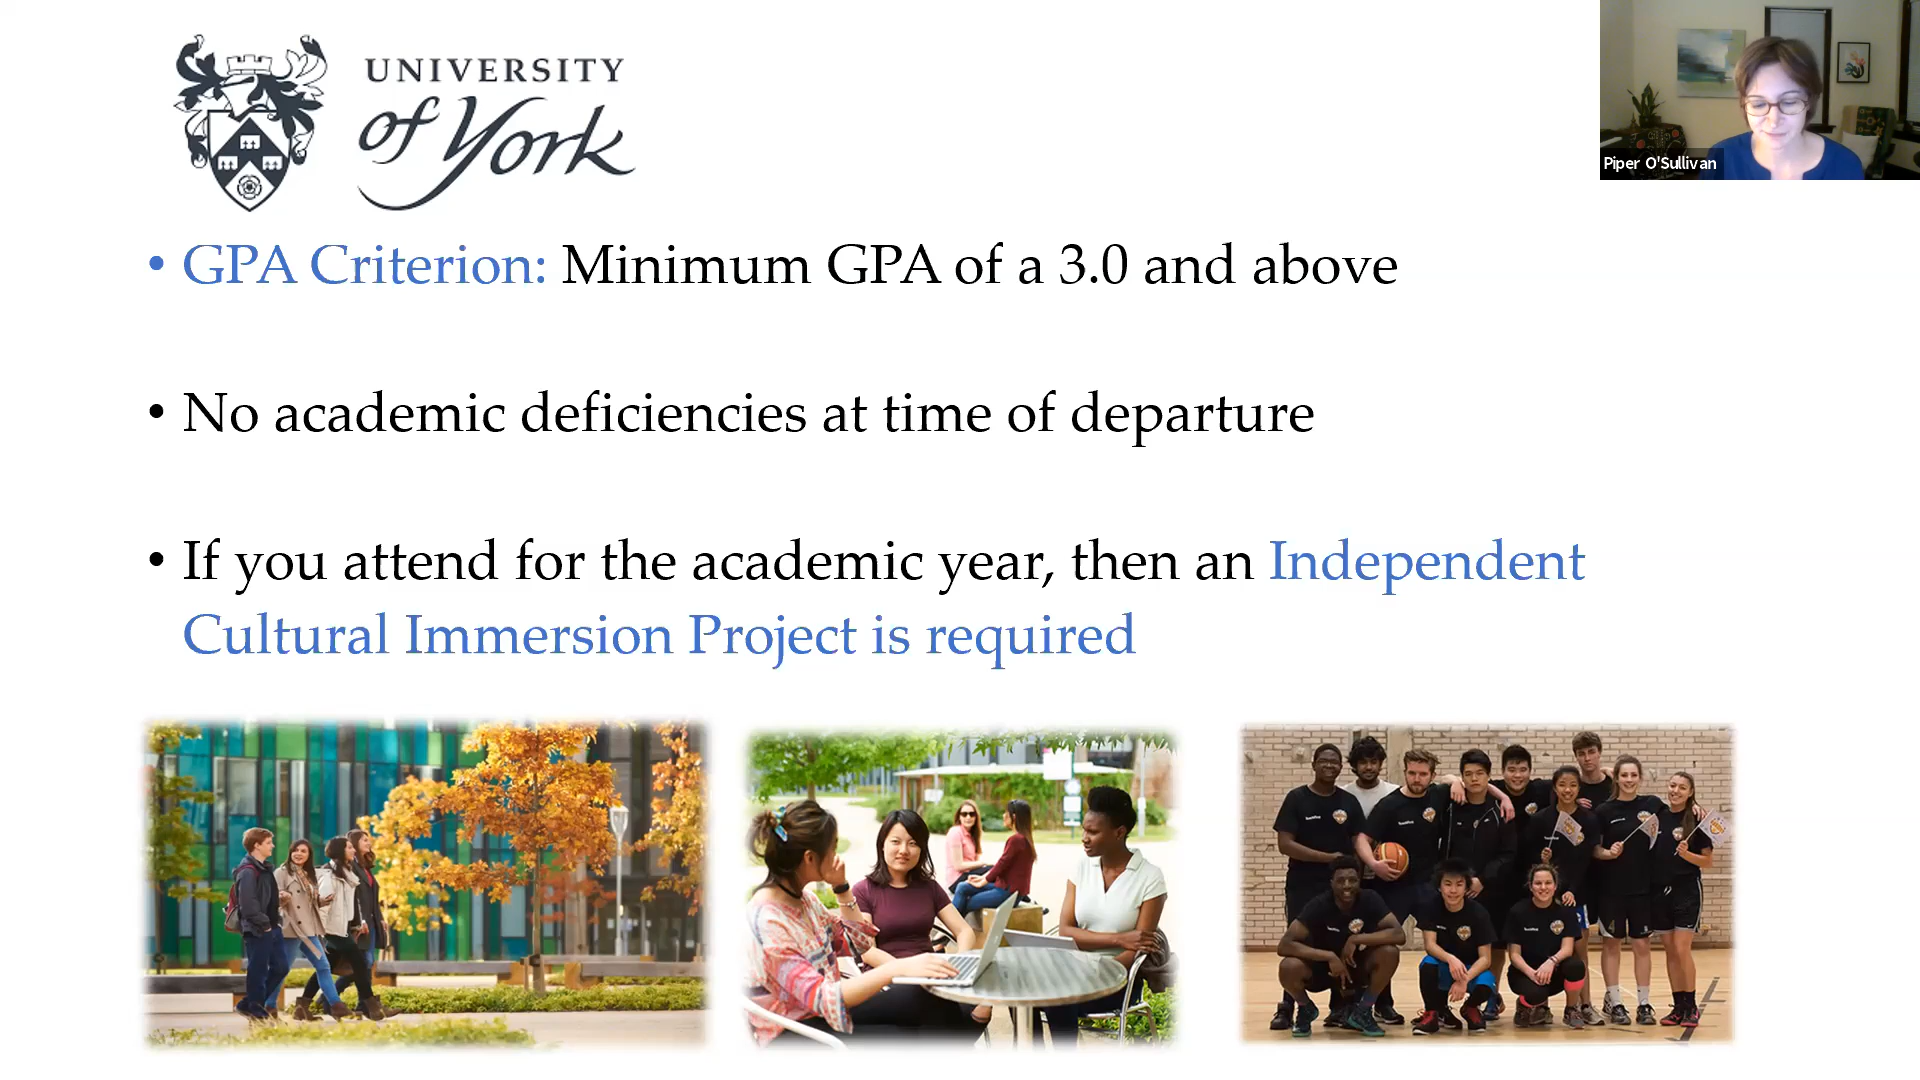 UNIVERSITY
of York
Piper O'Sullivan
• GPA Criterion: Minimum GPA of a 3.0 and above
• No academic deficiencies at time of departure
• If you attend for the academic year, then an Independent
Cultural Immersion Project is required